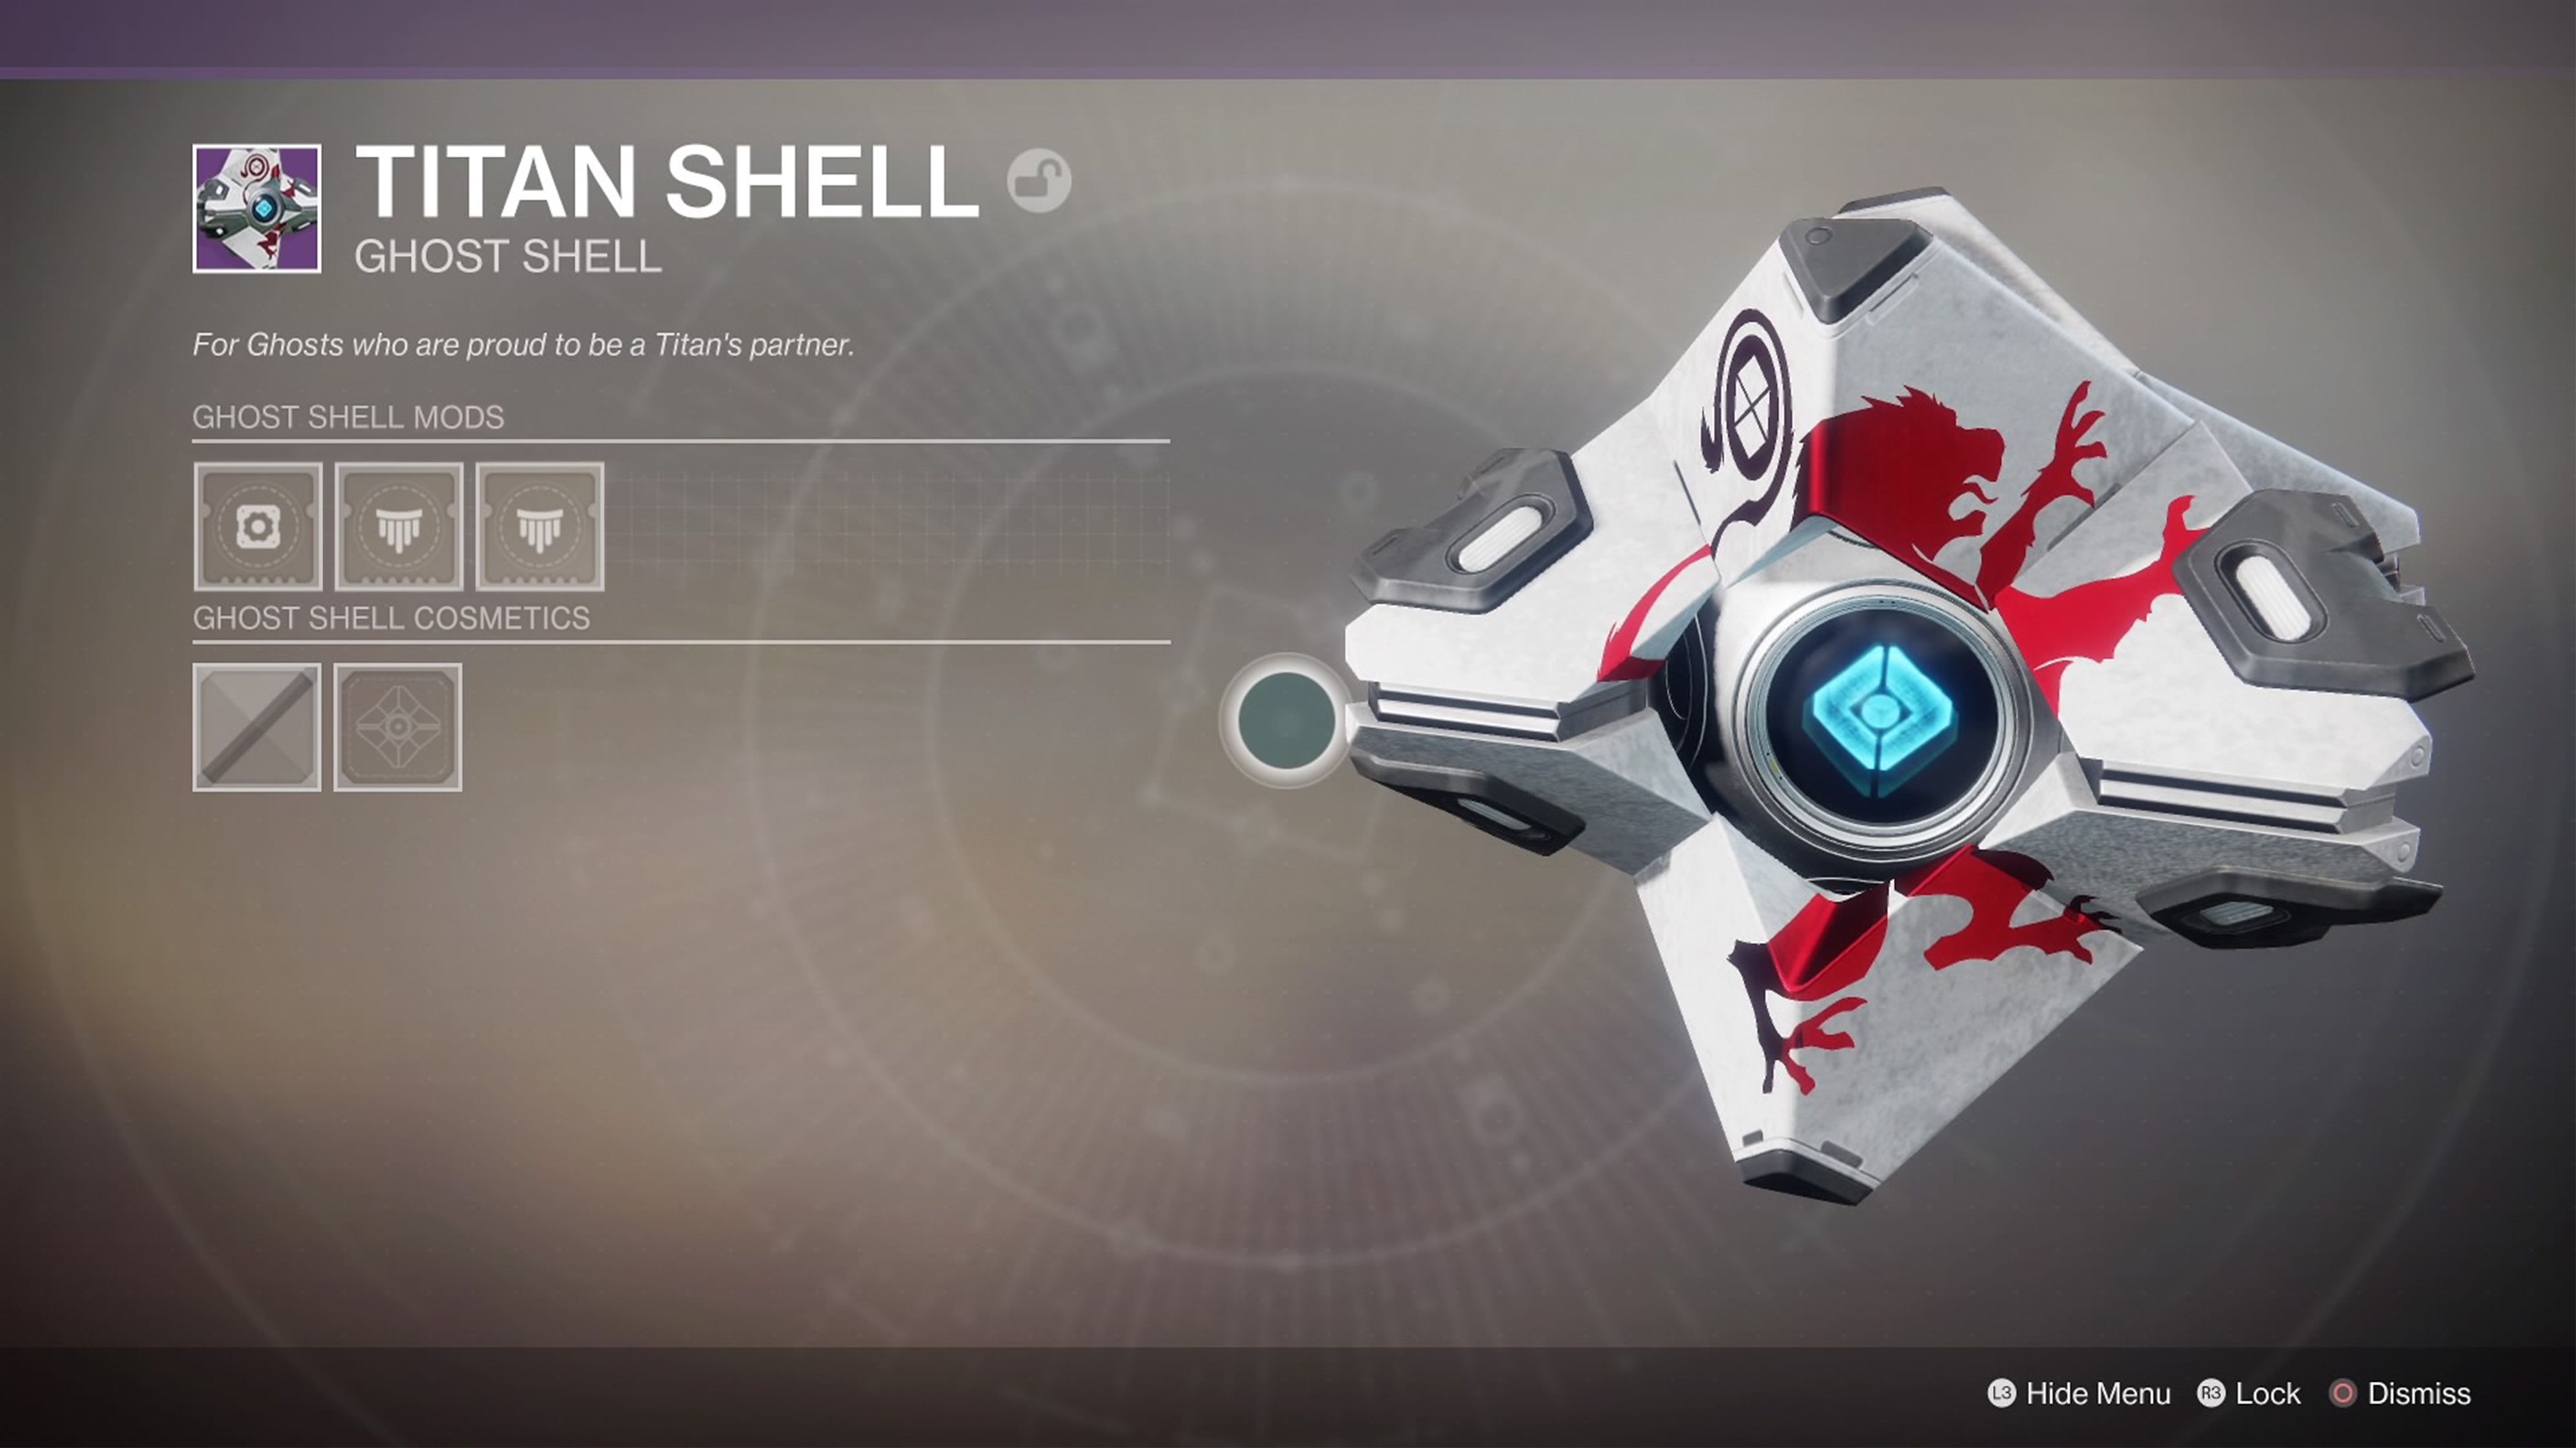 TITAN SHELL
GHOST SHELL
For Ghosts who are proud to be a Titan's partner.
GHOST SHELL MODS
GHOST SHELL COSMETICS
L3 Hide Menu R3 Lock Dismiss